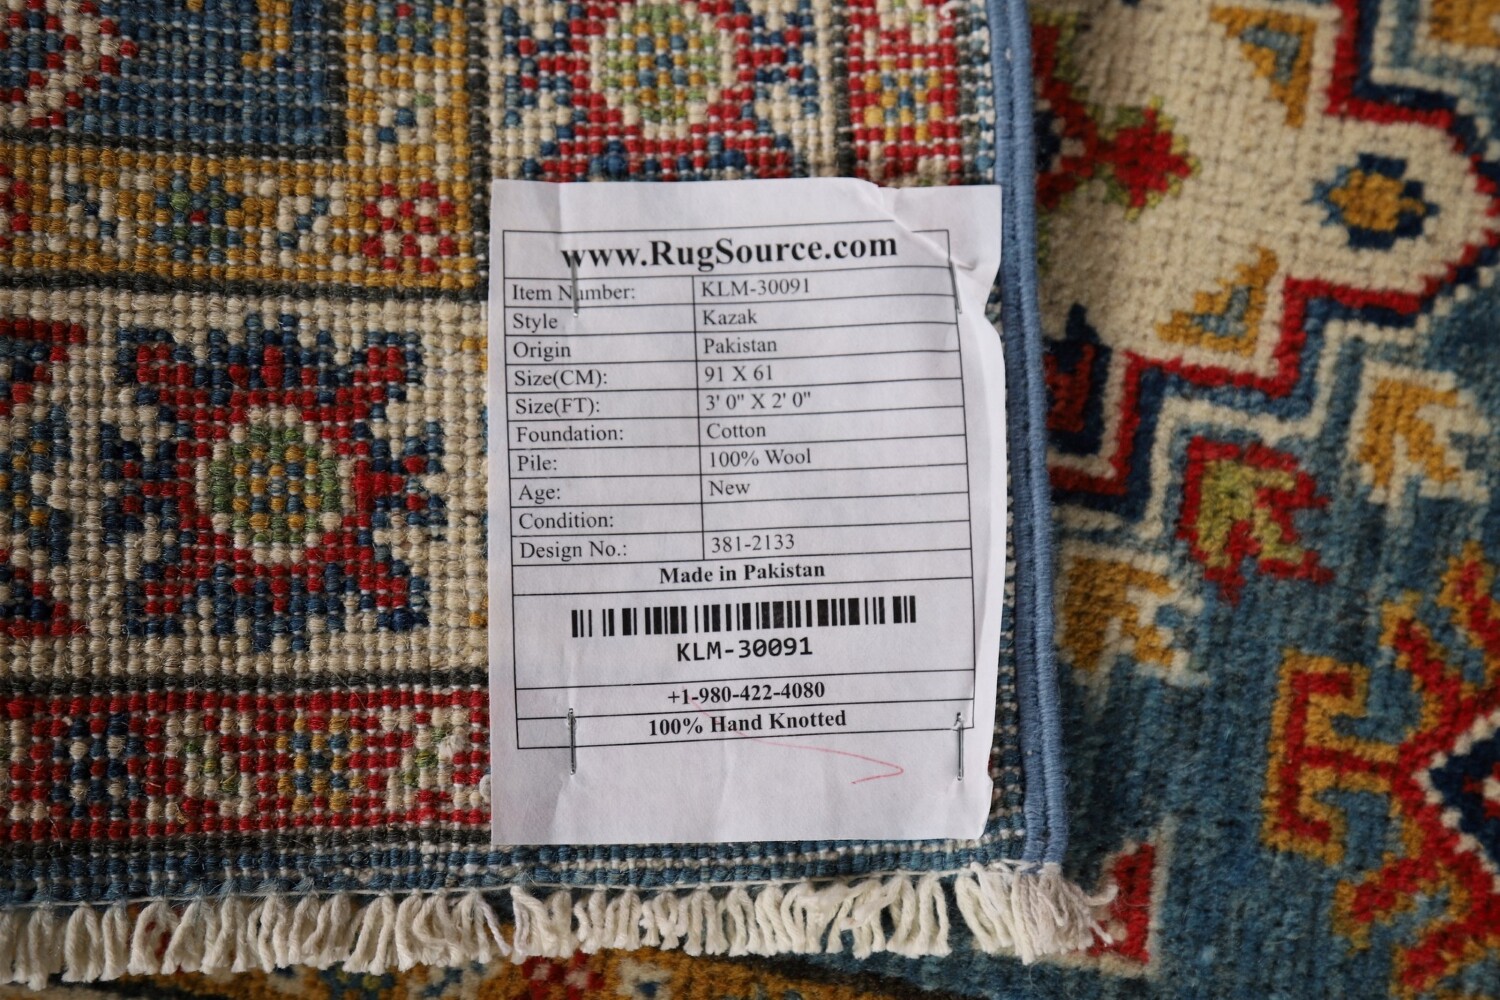 www.RugSource.com
Item Number: KLM-30091
Style Kazak
Origin Pakistan
Size(CM): 91 X 61
Size(FT): 3' 0" X 2' 0"
Foundation: Cotton
Pile: 100% Wool
Age: New
Condition:
Design No.: 381-2133
Made in Pakistan
KLM-30091
+1-980-422-4080
100% Hand Knotted